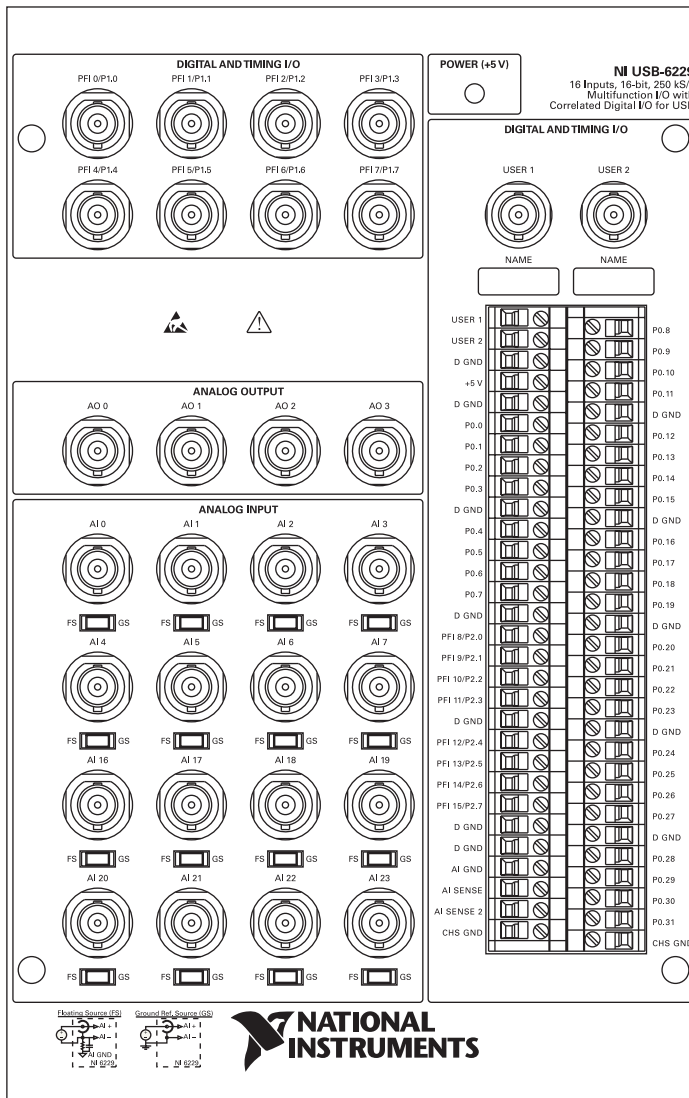 DIGITAL AND TIMING I/O
PFI 0/P1.0 PFI 1/P1.1 PFI 2/P2.2 PFI 3/P1.3
PFI 4/P1.4 PFI 5/P1.5 PFI 6/P1.6 PFI 7/P1.7
POWER (+5 V)
NI USB-6229
16 Inputs, 16-bit, 250 kS/
Multifunction I/O with
Correlated Digital I/O for USB
DIGITAL AND TIMING I/O
USER 1 USER 2
NAME NAME
USER 1
USER 2
D GND
+5 V
D GND
P0.0
P0.1
P0.2
P0.3
D GND
P0.4
P0.5
P0.6
P0.7
D GND
PFI 8/P2.0
PFI 9/P2.1
PFI 10/P2.2
PFI 11/P2.3
D GND
PFI 12/P2.4
PFI 13/P2.5
PFI 14/P2.6
PFI 15/P2.7
D GND
D GND
AI GND
AI SENSE
AI SENSE 2
CHS GND
P0.8
P0.9
P0.10
P0.11
D GND
P0.12
P0.13
P0.14
P0.15
D GND
P0.16
P0.17
P0.18
P0.19
D GND
P0.20
P0.21
P0.22
P0.23
D GND
P0.24
P0.25
P0.26
P0.27
D GND
P0.28
P0.29
P0.30
P0.31
CHS GND
ANALOG OUTPUT
AO 0 AO 1 AO 2 AO 3
ANALOG INPUT
AI 0 AI 1 AI 2 AI 3
FS GS FS GS FS GS FS GS
AI 4 AI 5 AI 6 AI 7
FS GS FS GS FS GS FS GS
AI 16 AI 17 AI 18 AI 19
FS GS FS GS FS GS FS GS
AI 20 AI 21 AI 22 AI 23
FS GS FS GS FS GS FS GS
Floating Source (FS)
AI +
AI –
AI GND
NI 6229
Ground Ref. Source (GS)
AI +
AI –
NI 6229
NATIONAL
INSTRUMENTS